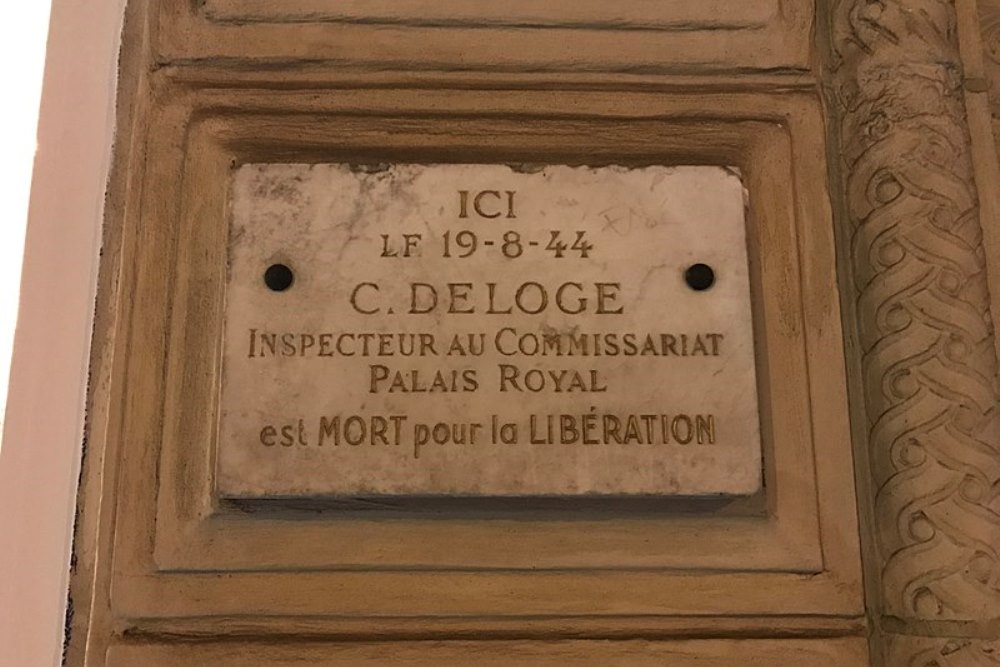 ICI
LE 19-8-44
C. DELOGE
INSPECTEUR AU COMMISSARIAT
PALAIS ROYAL
est MORT pour la LIBÉRATION